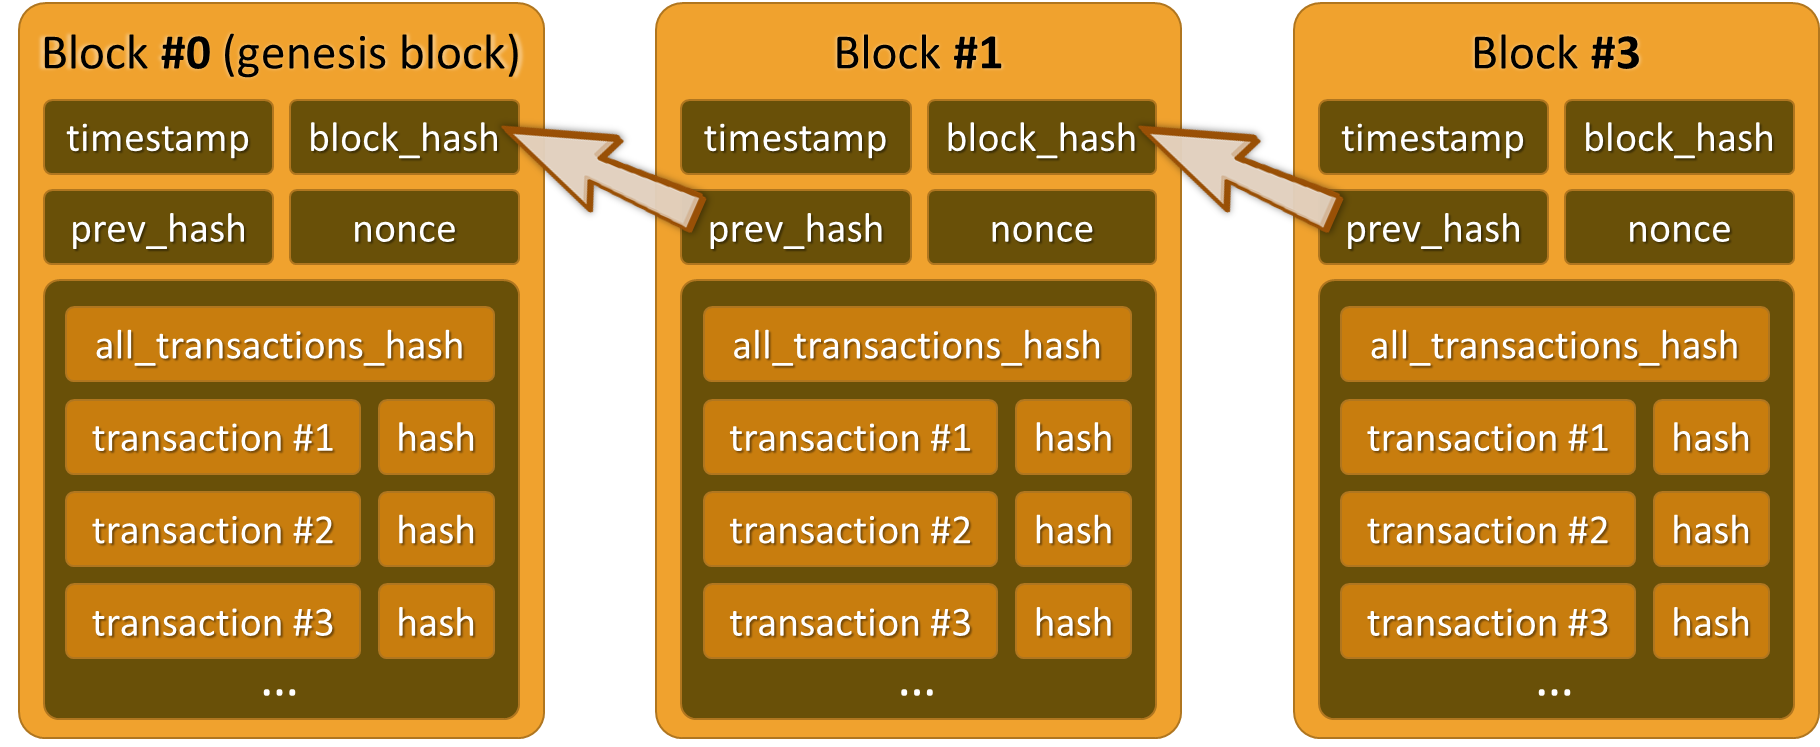 Block #0 (genesis block)
timestamp block_hash
prev_hash nonce
all_transactions_hash
transaction #1 hash
transaction #2 hash
transaction #3 hash
...
Block #1
timestamp block_hash
prev_hash nonce
all_transactions_hash
transaction #1 hash
transaction #2 hash
transaction #3 hash
...
Block #3
timestamp block_hash
prev_hash nonce
all_transactions_hash
transaction #1 hash
transaction #2 hash
transaction #3 hash
...